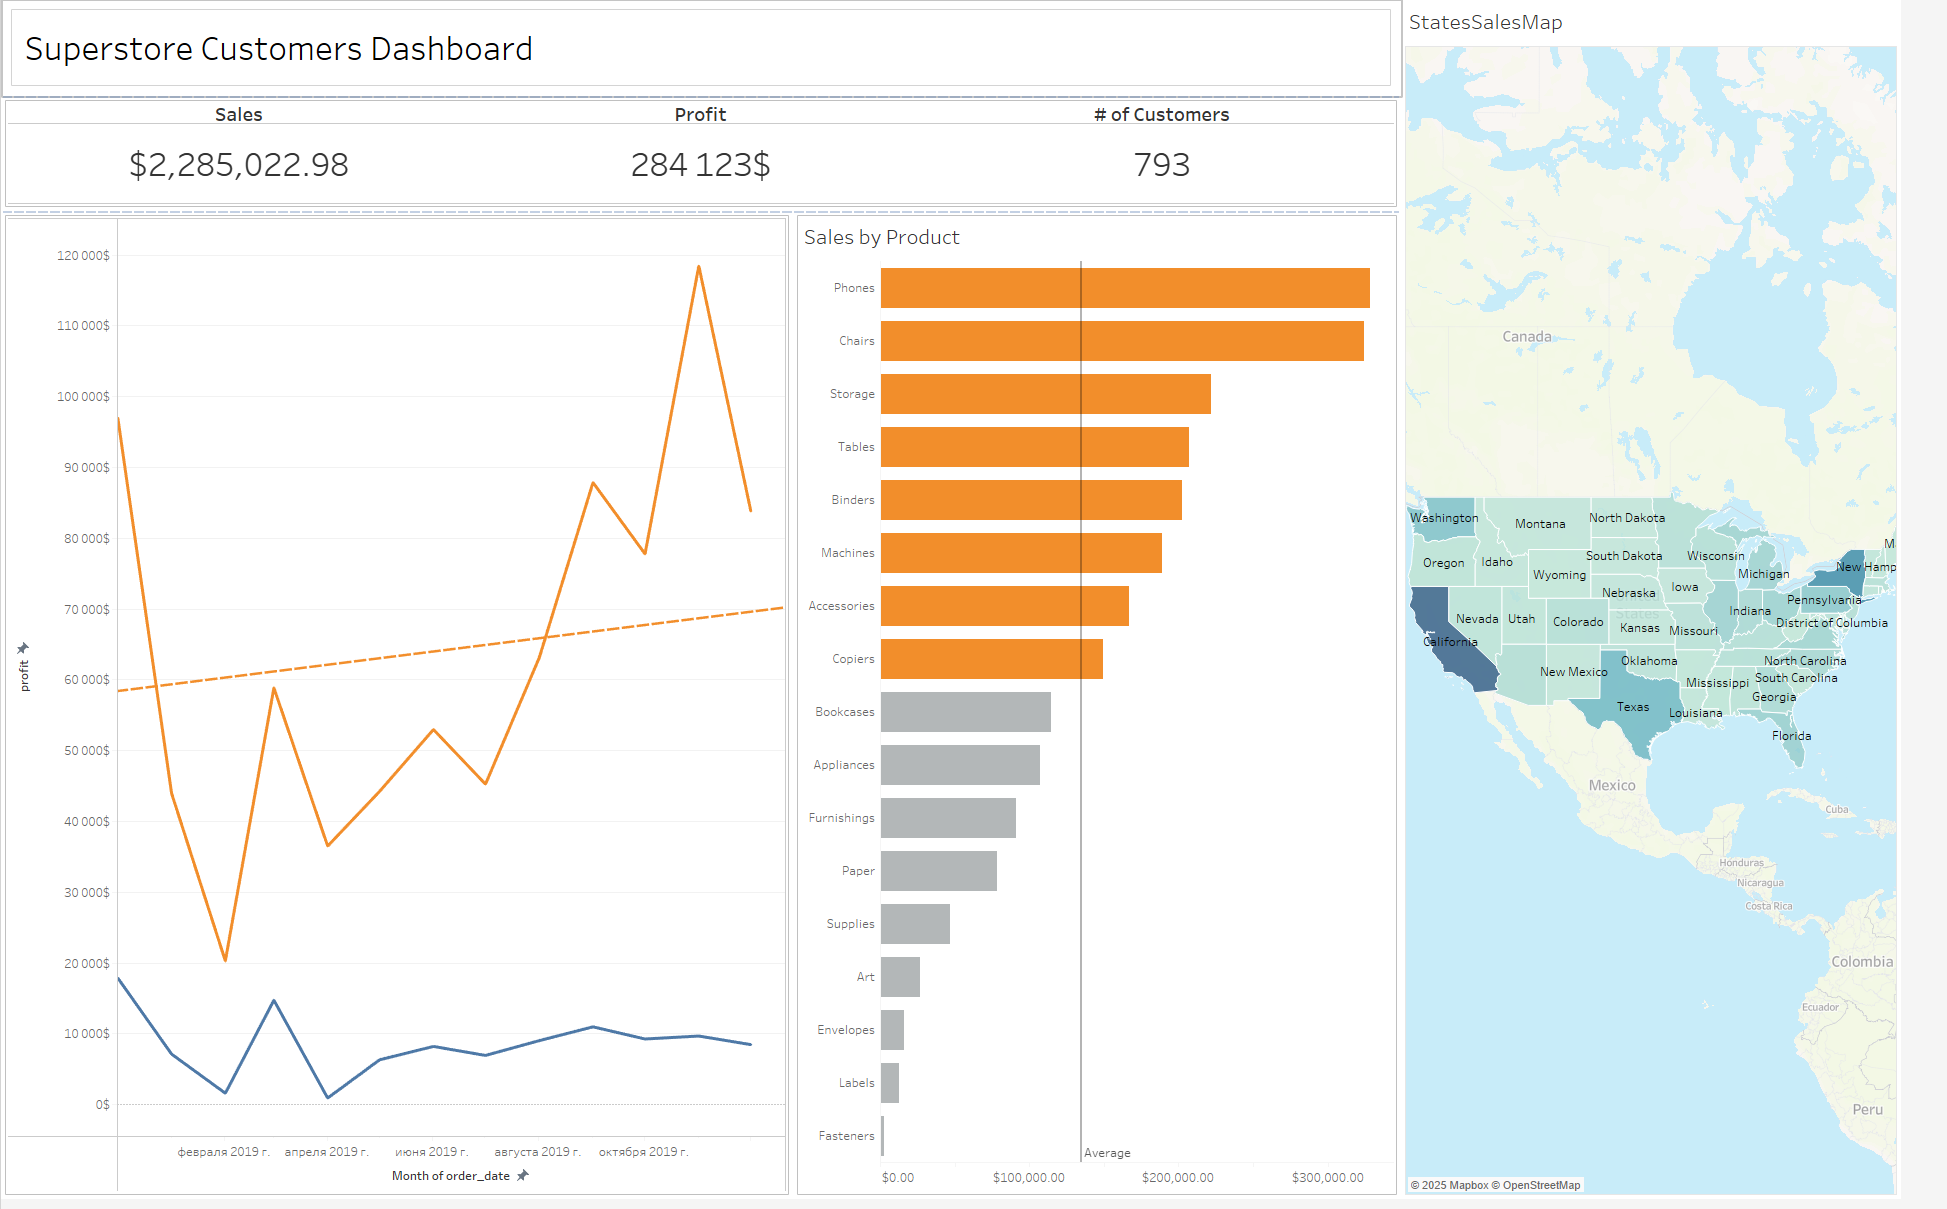 Superstore Customers Dashboard
Sales
Profit
# of Customers
$2,285,022.98
284 123$
793
120 000$
110 000$
100 000$
90 000$
80 000$
70 000$
60 000$
50 000$
40 000$
30 000$
20 000$
10 000$
0$
profit
февраля 2019 г.
апреля 2019 г.
июня 2019 г.
августа 2019 г.
октября 2019 г.
Month of order_date
Sales by Product
Phones
Chairs
Storage
Tables
Binders
Machines
Accessories
Copiers
Bookcases
Appliances
Furnishings
Paper
Supplies
Art
Envelopes
Labels
Fasteners
Average
$0.00
$100,000.00
$200,000.00
$300,000.00
StatesSalesMap
Canada
Washington
Montana
North Dakota
M
Oregon
Idaho
South Dakota
Wisconsin
Wyoming
Michigan
New Hamp
Nebraska
Iowa
Pennsylvania
States
Indiana
Nevada
Utah
Colorado
Kansas
Missouri
District of Columbia
California
New Mexico
Oklahoma
North Carolina
Mississippi
South Carolina
Georgia
Texas
Louisiana
Florida
Mexico
Cuba
Honduras
Nicaragua
Costa Rica
Colombia
Ecuador
Peru
© 2025 Mapbox © OpenStreetMap